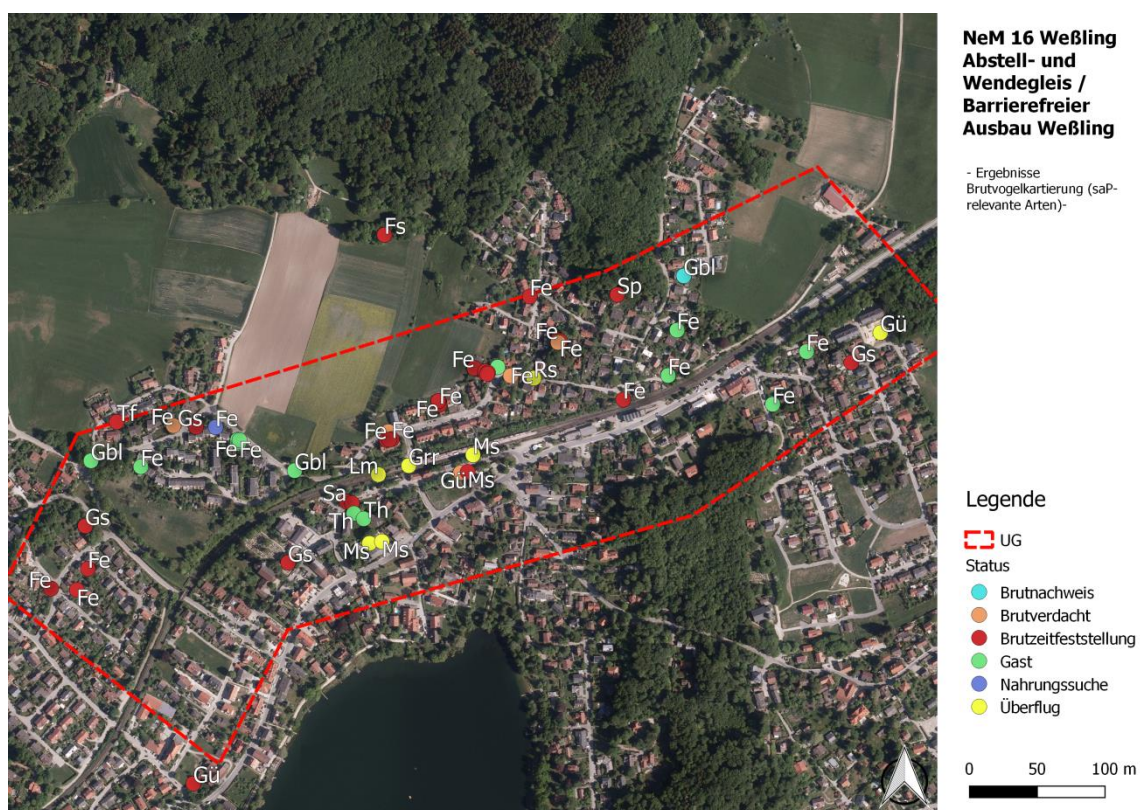 NeM 16 Weßling
Abstell- und
Wendegleis /
Barrierefreier
Ausbau Weßling
- Ergebnisse
Brutvogelkartierung (saP-
relevante Arten)-
Fs
Gbl
Fe
Sp
Fe
Gü
Fe
Fe
Fe
Gs
Fe
Fe
Fe
Rs
Fe
Fe
Fe
Fe
Tf
Fe
Gs
Fe
Fe
Fe
Fe
Fe
Gbl
Fe
Gbl
Lm
Grr
Ms
Gü
Ms
Sa
Th
Th
Gs
Ms
Ms
Gs
Fe
Fe
Fe
Gü
Legende
UG
Status
Brutnachweis
Brutverdacht
Brutzeitfeststellung
Gast
Nahrungssuche
Überflug
0 50 100 m